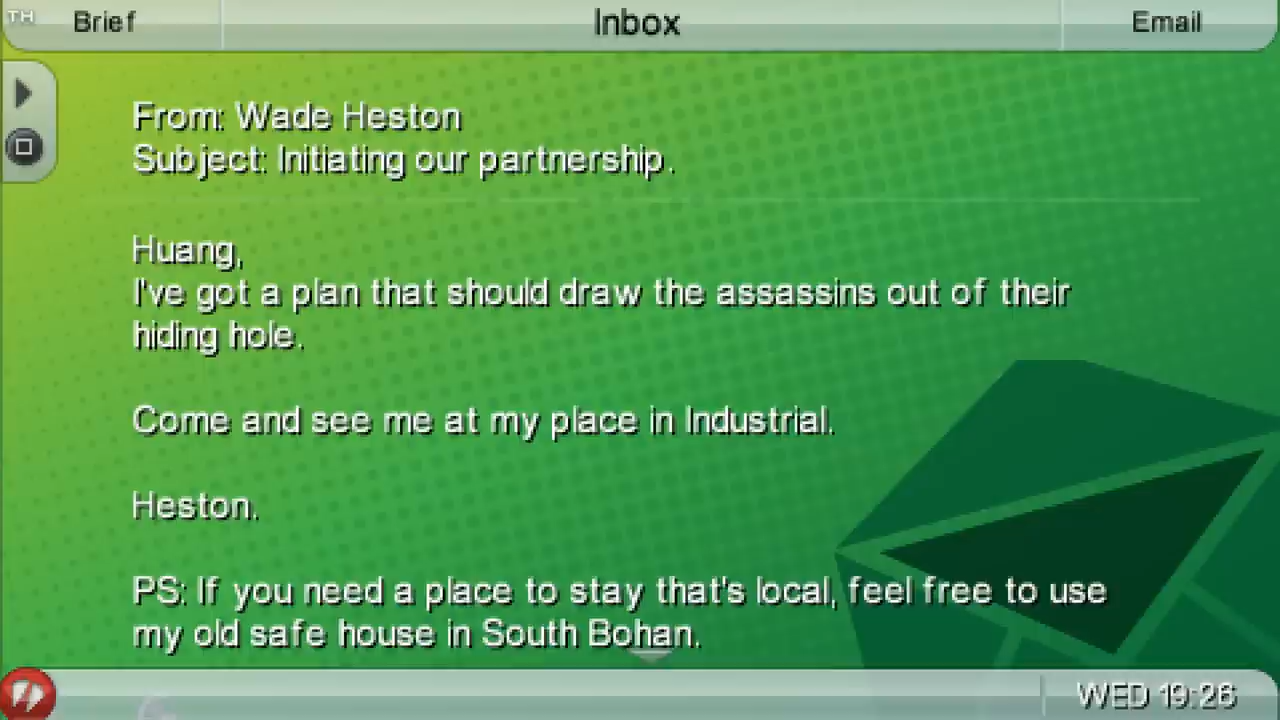 TH
Brief
Inbox
Email
From: Wade Heston
Subject: Initiating our partnership.
Huang,
I've got a plan that should draw the assassins out of their
hiding hole.
Come and see me at my place in Industrial.
Heston.
PS: If you need a place to stay that's local, feel free to use
my old safe house in South Bohan.
WED 19:26